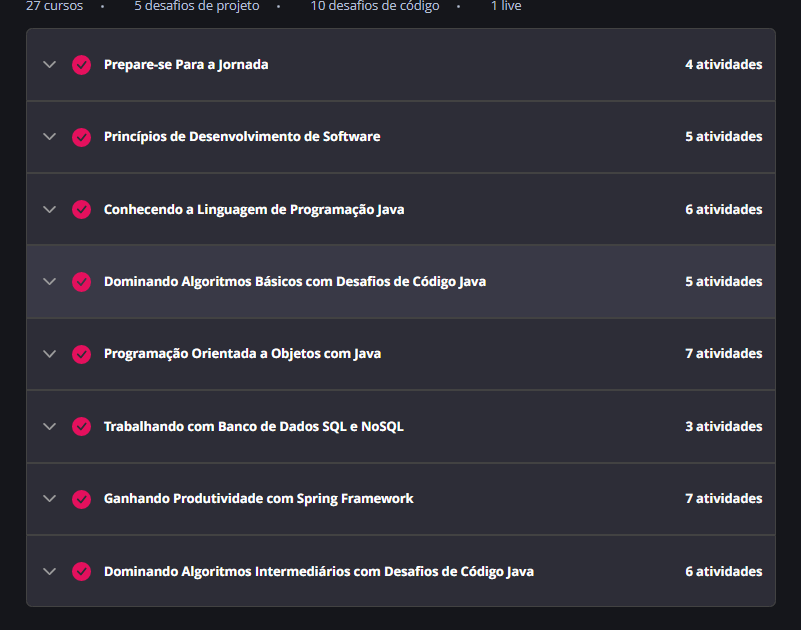 27 cursos • 5 desafios de projeto • 10 desafios de código • 1 live
Prepare-se Para a Jornada 4 atividades
Princípios de Desenvolvimento de Software 5 atividades
Conhecendo a Linguagem de Programação Java 6 atividades
Dominando Algoritmos Básicos com Desafios de Código Java 5 atividades
Programação Orientada a Objetos com Java 7 atividades
Trabalhando com Banco de Dados SQL e NoSQL 3 atividades
Ganhando Produtividade com Spring Framework 7 atividades
Dominando Algoritmos Intermediários com Desafios de Código Java 6 atividades